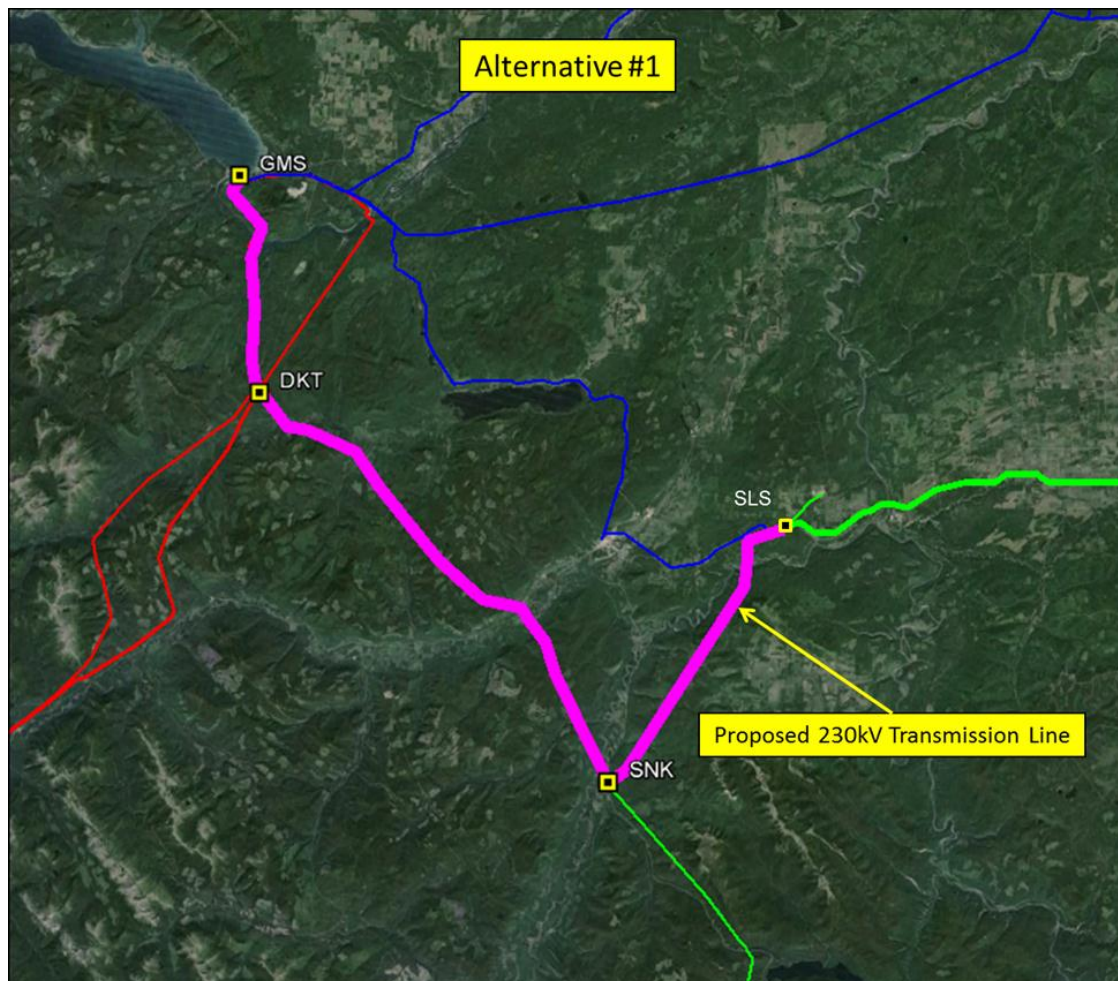 Alternative #1
GMS
DKT
SLS
Proposed 230kV Transmission Line
SNK